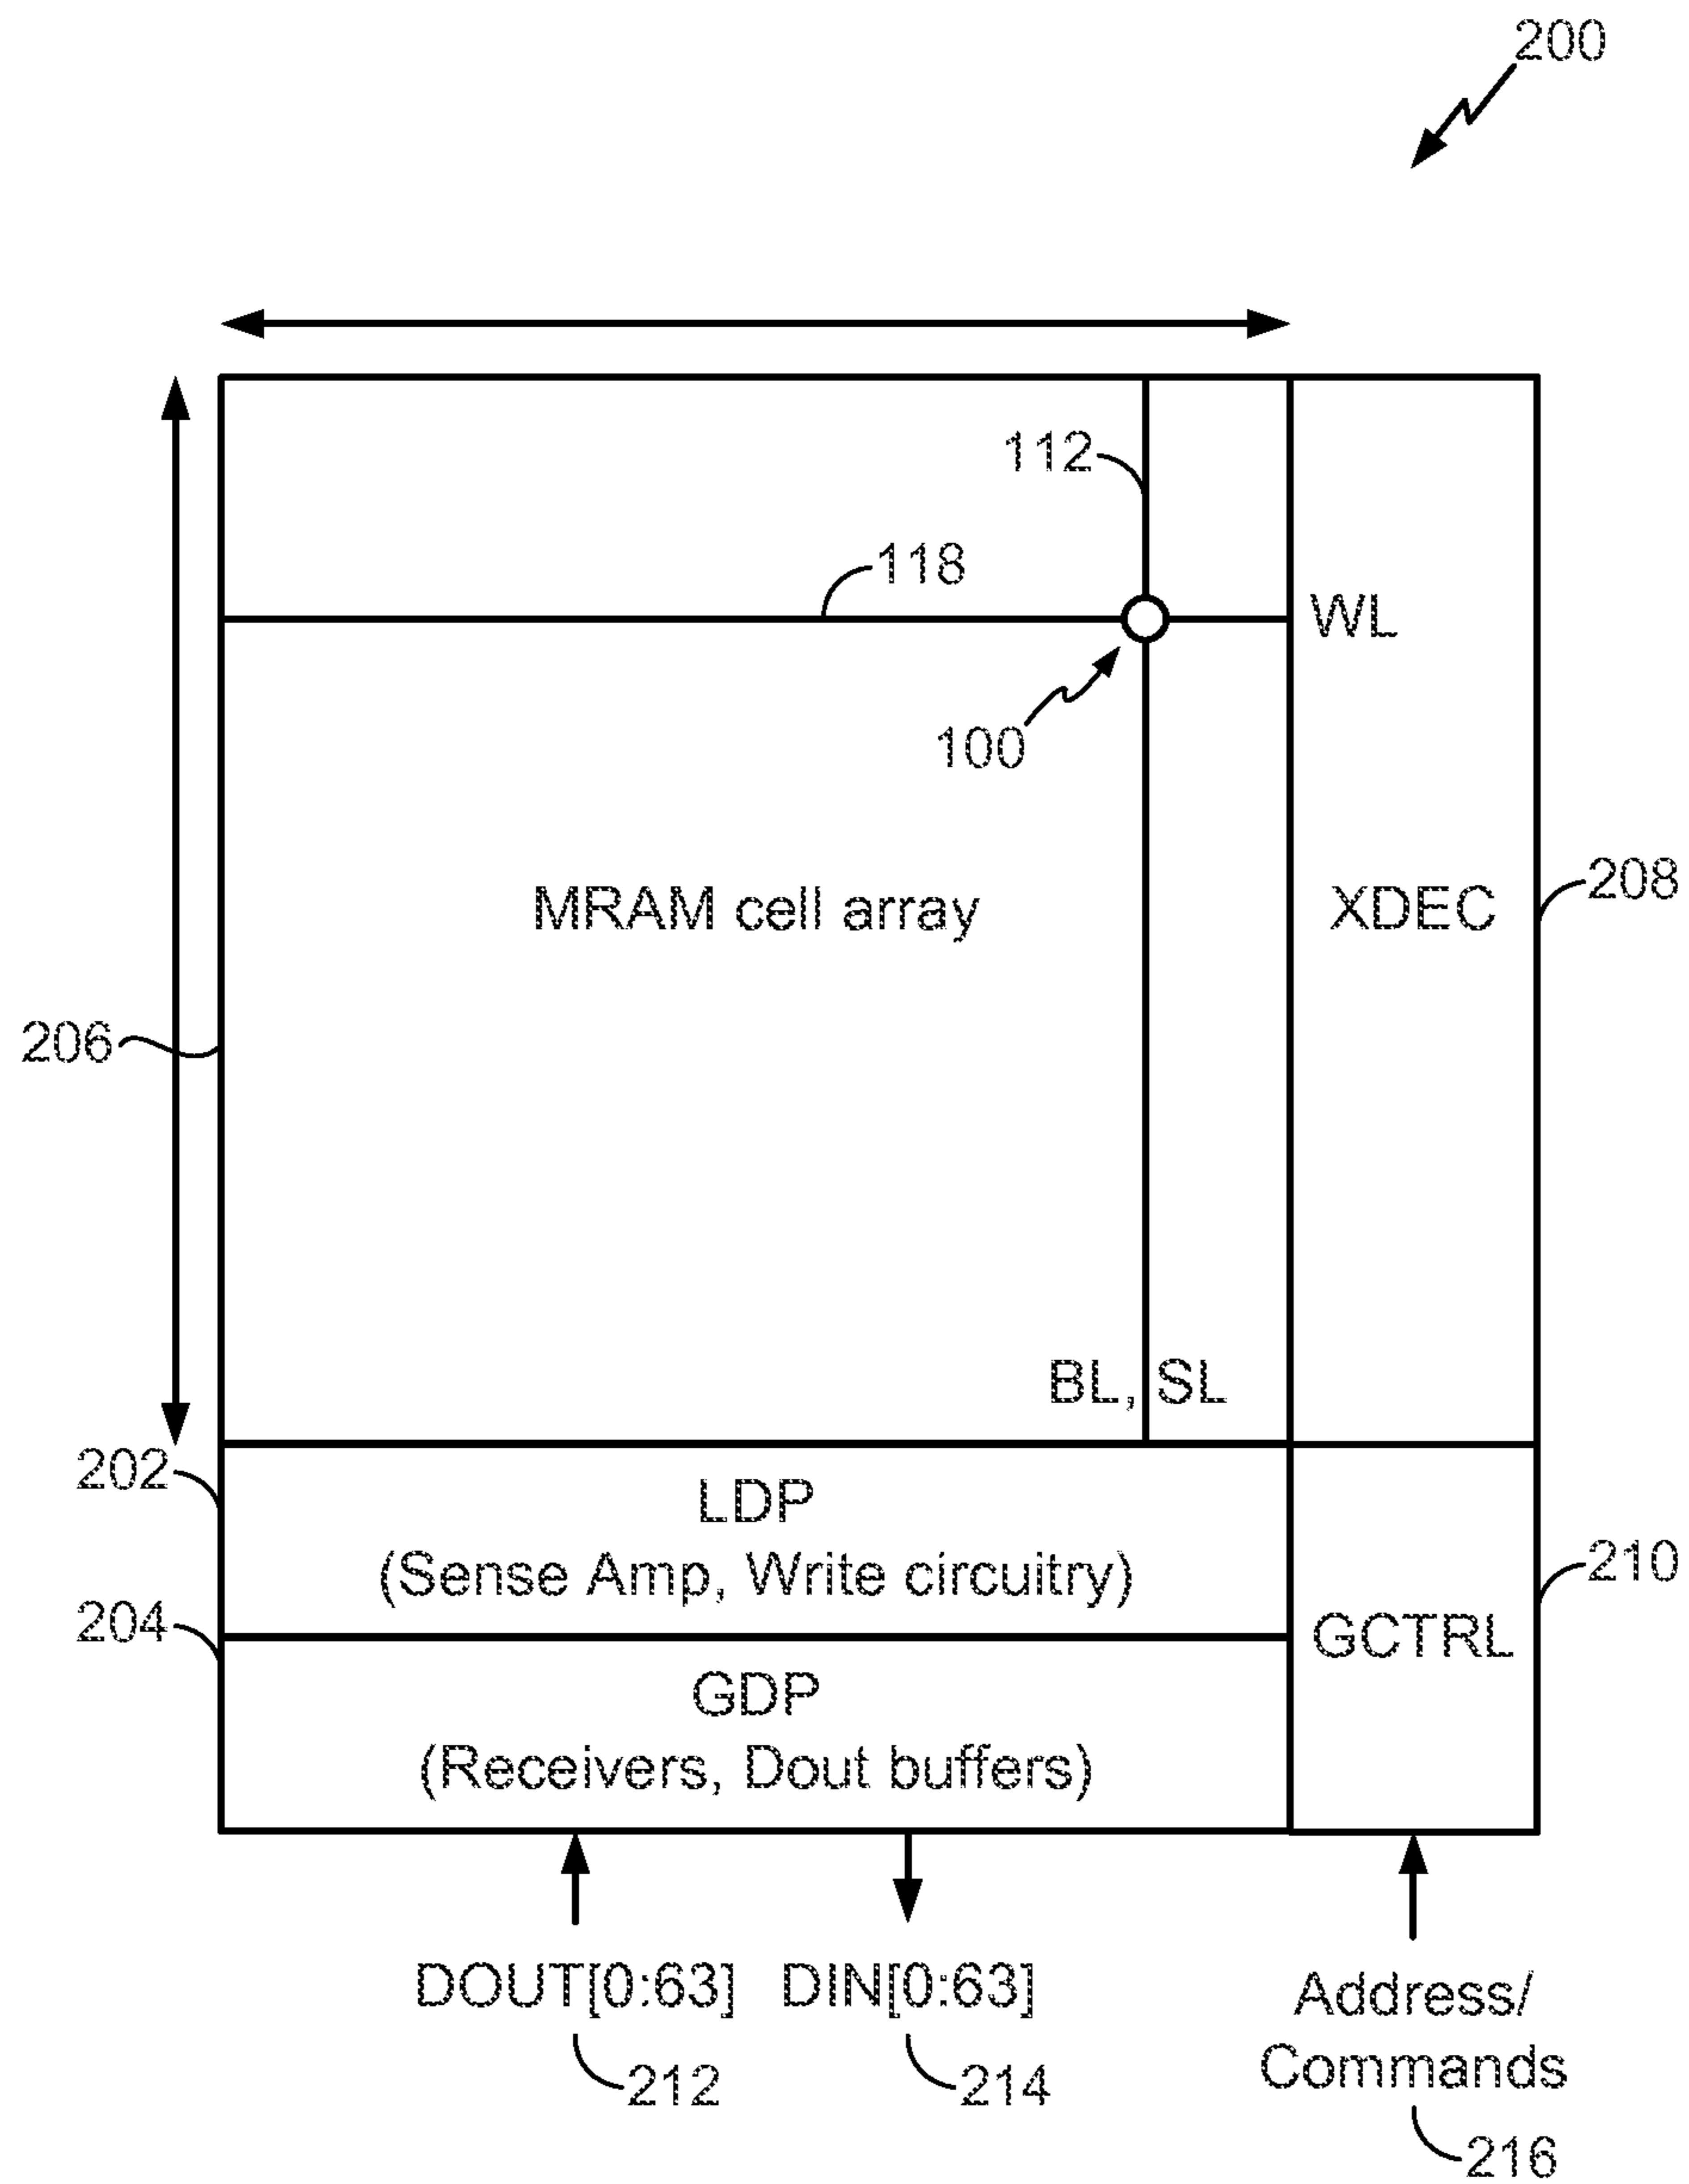 200
112
118
WL
100
MRAM cell array
XDEC
208
206
BL, SL
202
LDP
(Sense Amp, Write circuitry)
210
204
GCTRL
GDP
(Receivers, Dout buffers)
DOUT[0:63] DIN[0:63]
Address/
Commands
212
214
216